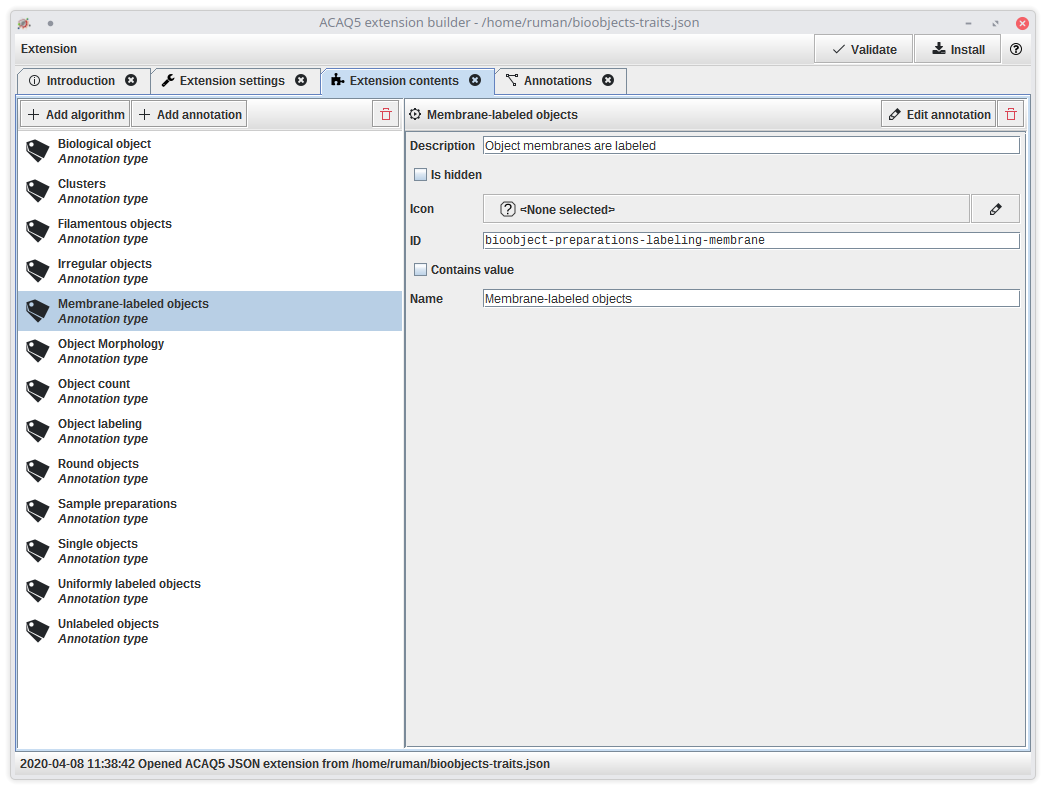 ACAQ5 extension builder - /home/ruman/bioobjects-traits.json
Extension
Validate
Install
Introduction
Extension settings
Extension contents
Annotations
Add algorithm
Add annotation
Membrane-labeled objects
Edit annotation
Biological object
Annotation type
Clusters
Annotation type
Filamentous objects
Annotation type
Irregular objects
Annotation type
Membrane-labeled objects
Annotation type
Object Morphology
Annotation type
Object count
Annotation type
Object labeling
Annotation type
Round objects
Annotation type
Sample preparations
Annotation type
Single objects
Annotation type
Uniformly labeled objects
Annotation type
Unlabeled objects
Annotation type
Description Object membranes are labeled
Is hidden
Icon <None selected>
ID bioobject-preparations-labeling-membrane
Contains value
Name Membrane-labeled objects
2020-04-08 11:38:42 Opened ACAQ5 JSON extension from /home/ruman/bioobjects-traits.json